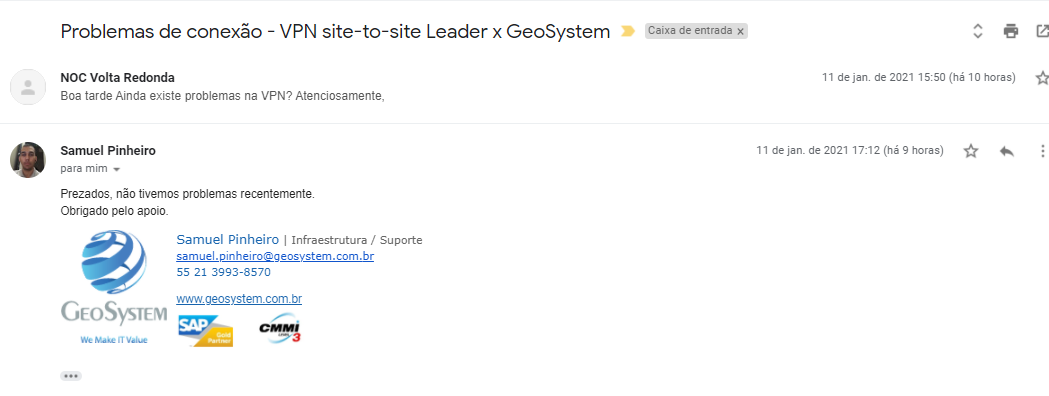 Problemas de conexão - VPN site-to-site Leader x GeoSystem
Caixa de entrada x
NOC Volta Redonda
11 de jan. de 2021 15:50 (há 10 horas)
Boa tarde Ainda existe problemas na VPN? Atenciosamente,
Samuel Pinheiro
11 de jan. de 2021 17:12 (há 9 horas)
para mim
Prezados, não tivemos problemas recentemente.
Obrigado pelo apoio.
Samuel Pinheiro | Infraestrutura / Suporte
samuel.pinheiro@geosystem.com.br
55 21 3993-8570
www.geosystem.com.br
GEOSYSTEM
We Make IT Value
SAP Gold Partner
CMMI LEVEL 3